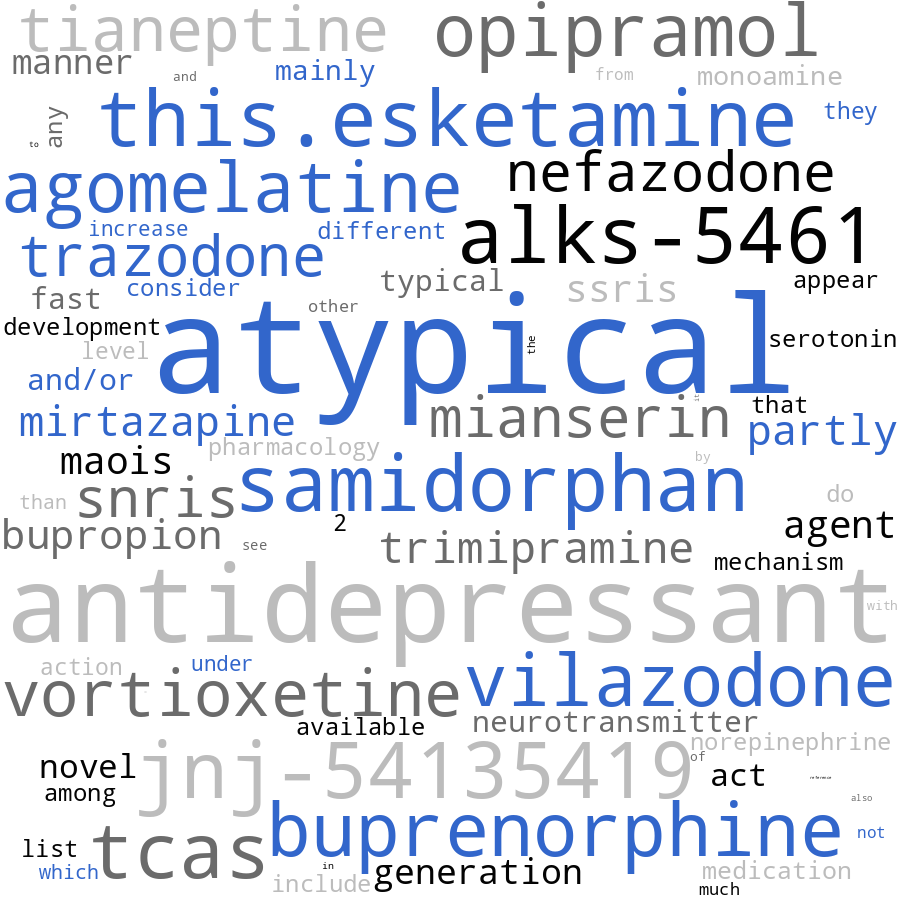 tianeptine opipramol
manner and mainly from monoamine
to any this.esketamine they
agomelatine nefazodone
increase different alks-5461
trazodone
fast consider typical ssris appear
other
development atypical the serotonin
level
and/or it
mirtazapine mianserin that
partly
maois pharmacology by
than snris samidorphan do
2 agent
bupropion see trimipramine mechanism
antidepressant with
action under
vortioxetine vilazodone
available neurotransmitter
norepinephrine
novel jnj-54135419 of act reference
among also
tcas buprenorphine not
list
which in generation medication
include much